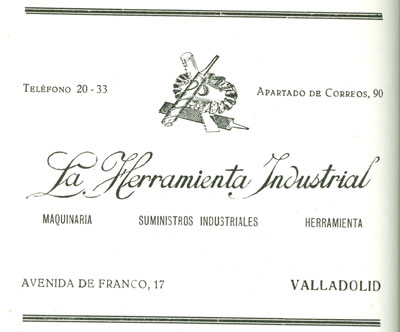 TELÉFONO 20 - 33
APARTADO DE CORREOS, 90
La Herramienta Industrial
MAQUINARIA SUMINISTROS INDUSTRIALES HERRAMIENTA
AVENIDA DE FRANCO, 17 VALLADOLID